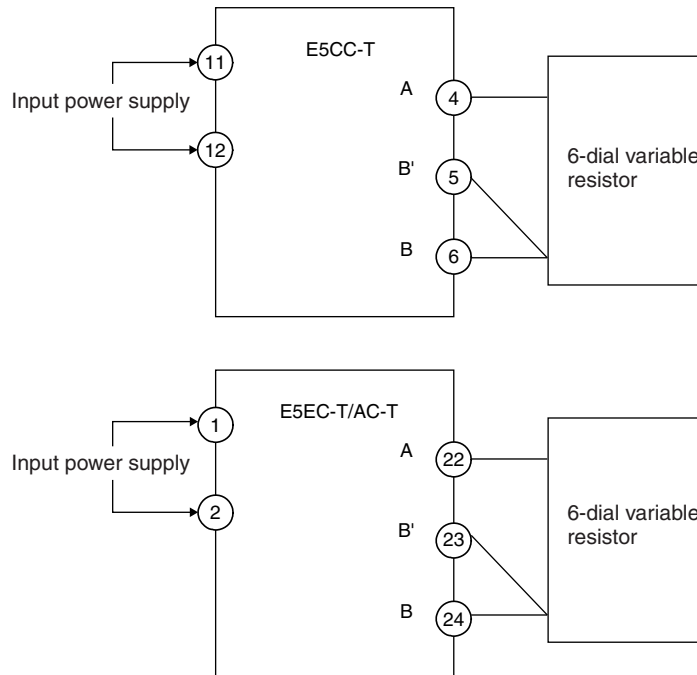 E5CC-T
11
Input power supply
12
A
4
B'
5
B
6
6-dial variable
resistor
E5EC-T/AC-T
1
Input power supply
2
A
22
B'
23
B
24
6-dial variable
resistor